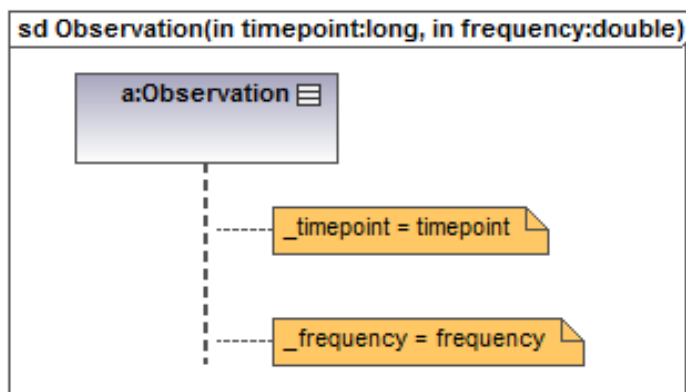 sd Observation(in timepoint:long, in frequency:double)
a:Observation
_timepoint = timepoint
_frequency = frequency